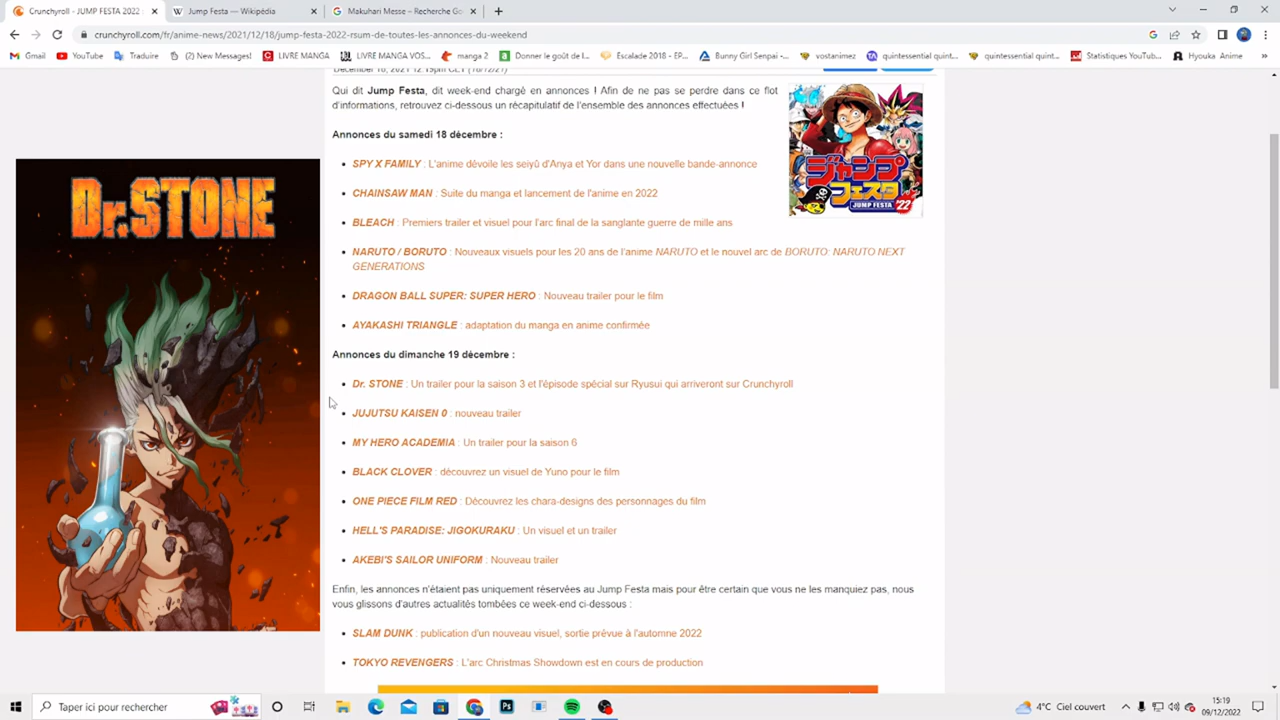 Crunchyroll - JUMP FESTA 2022
Jump Festa — Wikipédia
Makuhari Messe - Recherche Go
crunchyroll.com/fr/anime-news/2021/12/18/jump-festa-2022-rsum-de-toutes-les-annonces-du-weekend
Gmail
YouTube
Traduire
(2) New Messages!
LIVRE MANGA
LIVRE MANGA VOS...
manga 2
Donner le goût de l...
Escalade 2018 - EP...
Bunny Girl Senpai -...
vostanimez
quintessential quint...
quintessential quint...
Statistiques YouTub...
Hyouka Anime
»
Qui dit Jump Festa, dit week-end chargé en annonces ! Afin de ne pas se perdre dans ce flot
d'informations, retrouvez ci-dessous un récapitulatif de l'ensemble des annonces effectuées !
ジャンプ
フェスタ
JUMP FESTA '22
Annonces du samedi 18 décembre :
SPY X FAMILY : L'anime dévoile les seiyû d'Anya et Yor dans une nouvelle bande-annonce
CHAINSAW MAN : Suite du manga et lancement de l'anime en 2022
BLEACH : Premiers trailer et visuel pour l'arc final de la sanglante guerre de mille ans
NARUTO / BORUTO : Nouveaux visuels pour les 20 ans de l'anime NARUTO et le nouvel arc de BORUTO: NARUTO NEXT
GENERATIONS
DRAGON BALL SUPER: SUPER HERO : Nouveau trailer pour le film
AYAKASHI TRIANGLE : adaptation du manga en anime confirmée
Annonces du dimanche 19 décembre :
Dr. STONE : Un trailer pour la saison 3 et l'épisode spécial sur Ryusui qui arriveront sur Crunchyroll
JUJUTSU KAISEN 0 : nouveau trailer
MY HERO ACADEMIA : Un trailer pour la saison 6
BLACK CLOVER : découvrez un visuel de Yuno pour le film
ONE PIECE FILM RED : Découvrez les chara-designs des personnages du film
HELL'S PARADISE: JIGOKURAKU : Un visuel et un trailer
AKEBI'S SAILOR UNIFORM : Nouveau trailer
Enfin, les annonces n'étaient pas uniquement réservées au Jump Festa mais pour être certain que vous ne les manquiez pas, nous
vous glissons d'autres actualités tombées ce week-end ci-dessous :
SLAM DUNK : publication d'un nouveau visuel, sortie prévue à l'automne 2022
TOKYO REVENGERS : L'arc Christmas Showdown est en cours de production
Dr.STONE
Taper ici pour rechercher
4°C Ciel couvert
15:19
09/12/2022